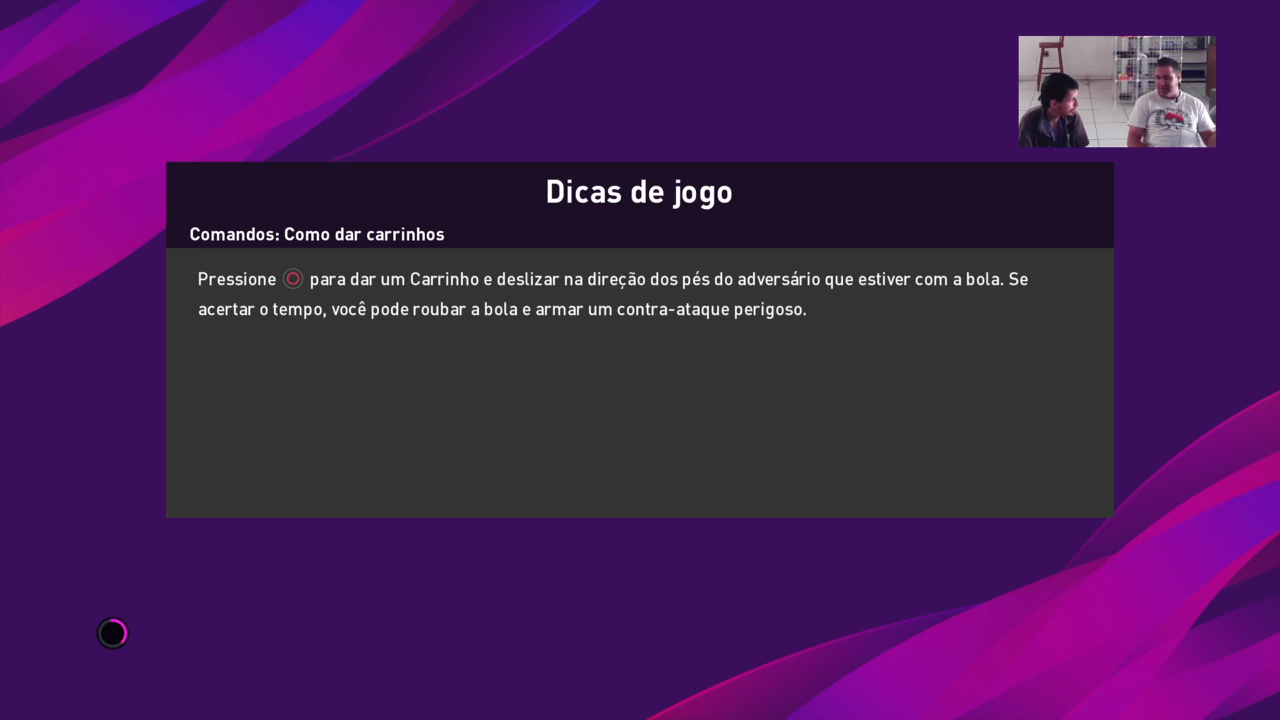 Dicas de jogo
Comandos: Como dar carrinhos
Pressione para dar um Carrinho e deslizar na direção dos pés do adversário que estiver com a bola. Se
acertar o tempo, você pode roubar a bola e armar um contra-ataque perigoso.